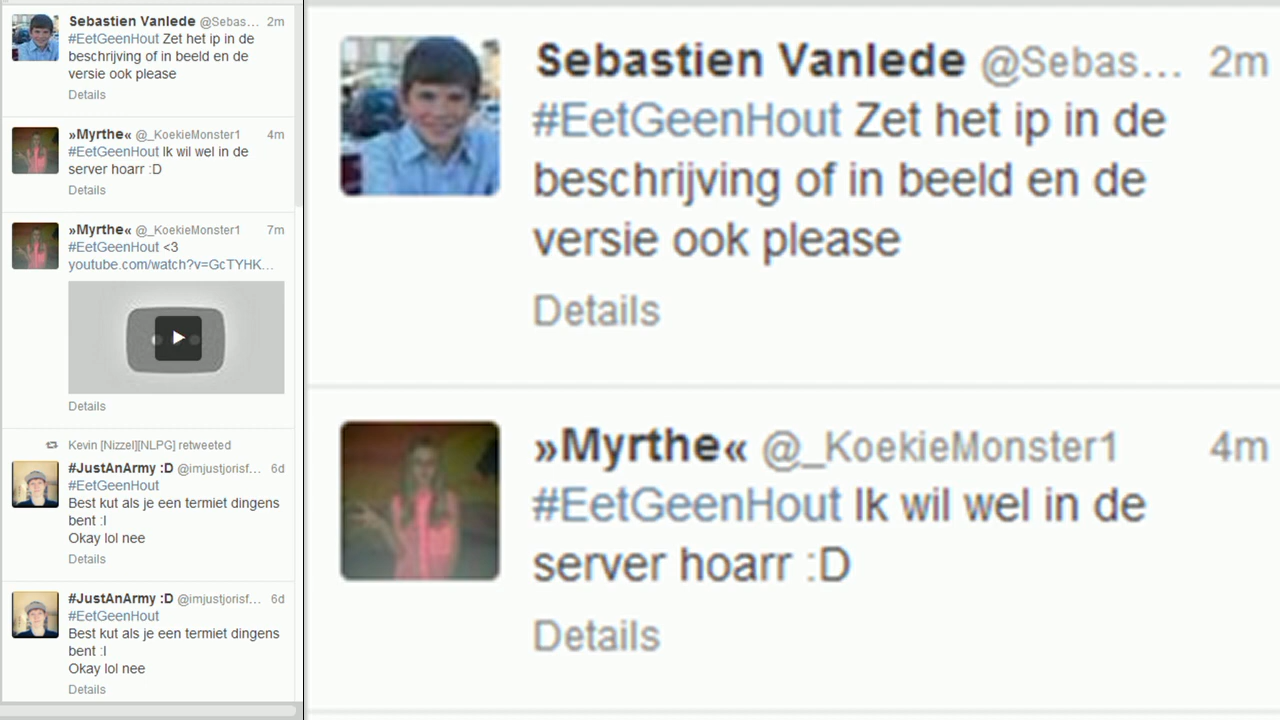 Sebastien Vanlede @Sebas... 2m
#EetGeenHout Zet het ip in de
beschrijving of in beeld en de
versie ook please
Details
»Myrthe« @_KoekieMonster1 4m
#EetGeenHout Ik wil wel in de
server hoarr :D
Details
»Myrthe« @_KoekieMonster1 7m
#EetGeenHout <3
youtube.com/watch?v=GcTYHK...
Details
Kevin [Nizzel][NLPG] retweeted
#JustAnArmy :D @imjustjorisf... 6d
#EetGeenHout
Best kut als je een termiet dingens
bent :l
Okay lol nee
Details
#JustAnArmy :D @imjustjorisf... 6d
#EetGeenHout
Best kut als je een termiet dingens
bent :l
Okay lol nee
Details
Sebastien Vanlede @Sebas... 2m
#EetGeenHout Zet het ip in de
beschrijving of in beeld en de
versie ook please
Details
»Myrthe« @_KoekieMonster1 4m
#EetGeenHout Ik wil wel in de
server hoarr :D
Details